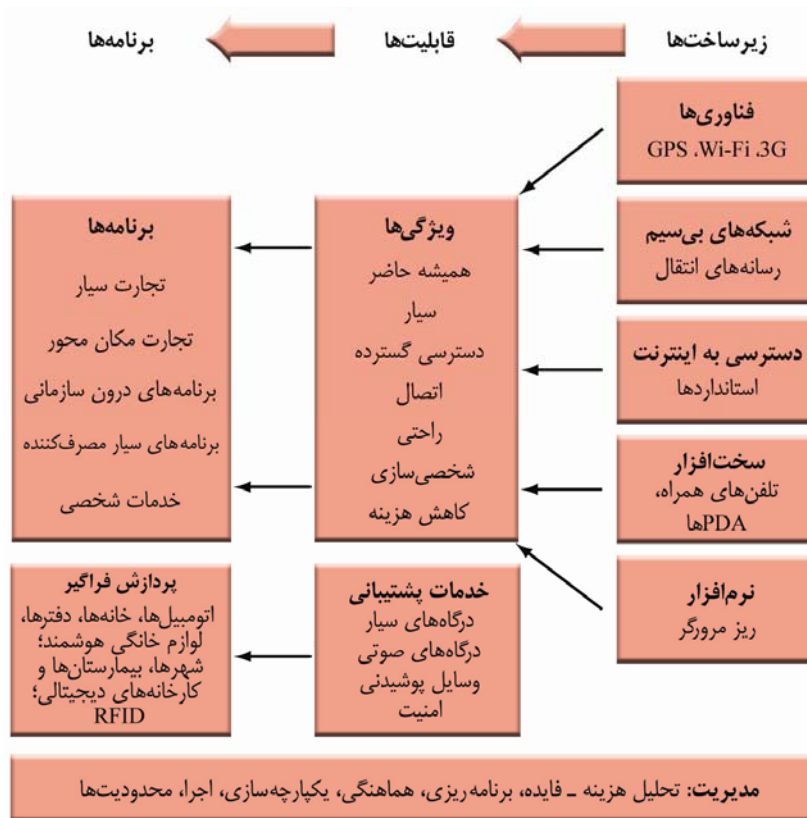 زیرساخت‌ها
قابلیت‌ها
برنامه‌ها
فناوری‌ها
GPS ،Wi-Fi ،3G
شبکه‌های بی‌سیم
رسانه‌های انتقال
دسترسی به اینترنت
استانداردها
سخت‌افزار
تلفن‌های همراه،
PDAها
نرم‌افزار
ریز مرورگر
ویژگی‌ها
همیشه حاضر
سیار
دسترسی گسترده
اتصال
راحتی
شخصی‌سازی
کاهش هزینه
خدمات پشتیبانی
درگاه‌های سیار
درگاه‌های صوتی
وسایل پوشیدنی
امنیت
برنامه‌ها
تجارت سیار
تجارت مکان محور
برنامه‌های درون سازمانی
برنامه‌های سیار مصرف‌کننده
خدمات شخصی
پردازش فراگیر
اتومبیل‌ها، خانه‌ها، دفترها،
لوازم خانگی هوشمند؛
شهرها، بیمارستان‌ها و
کارخانه‌های دیجیتالی؛
RFID
مدیریت: تحلیل هزینه ـ فایده، برنامه‌ریزی، هماهنگی، یکپارچه‌سازی، اجرا، محدودیت‌ها